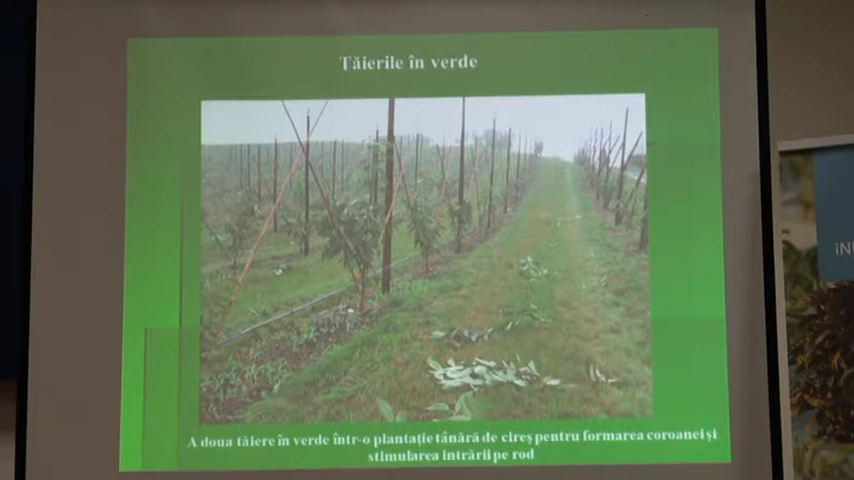 Tăierile în verde
A doua tăiere în verde într-o plantație tânără de cireș pentru formarea coroanei și
stimularea intrării pe rod